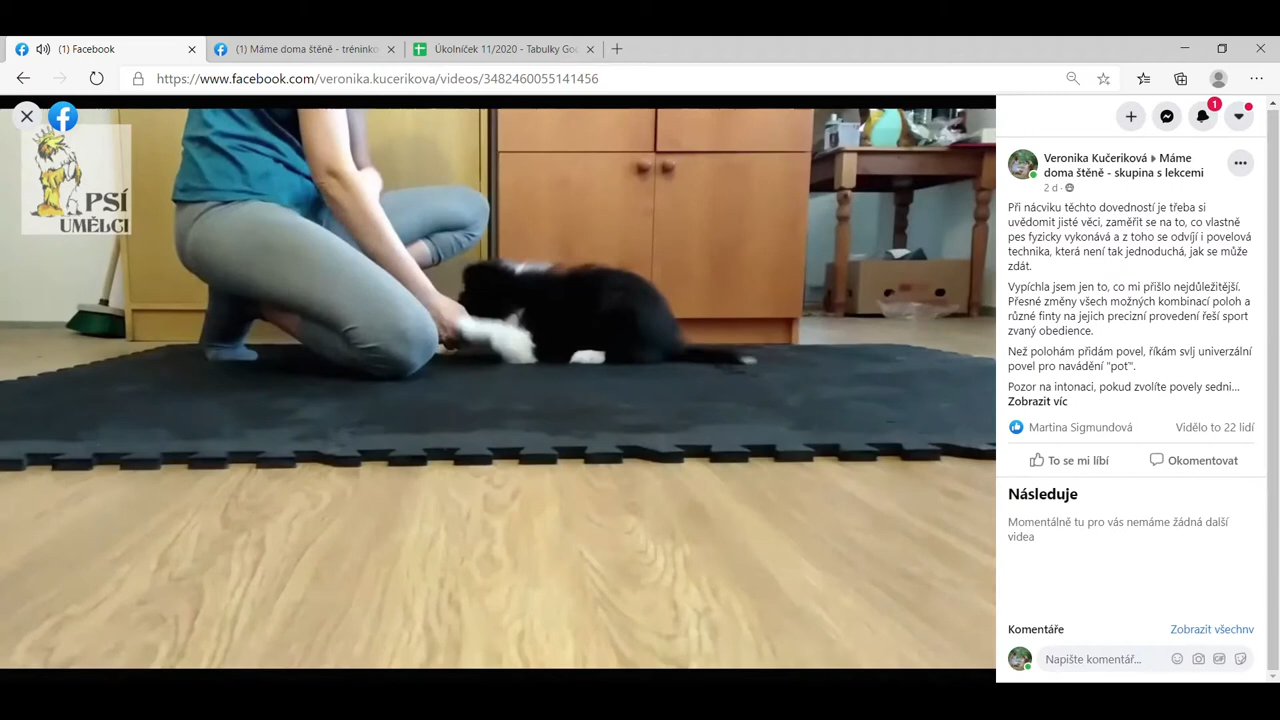 (1) Facebook
(1) Máme doma štěně - trénink
Úkolníček 11/2020 - Tabulky Goo
https://www.facebook.com/veronika.kucerikova/videos/3482460055141456
PSÍ
UMĚLCI
1
Veronika Kučeriková ▸ Máme
doma štěně - skupina s lekcemi
2 d ·
Při nácviku těchto dovedností je třeba si
uvědomit jisté věci, zaměřit se na to, co vlastně
pes fyzicky vykonává a z toho se odvíjí i povelová
technika, která není tak jednoduchá, jak se může
zdát.
Vypíchla jsem jen to, co mi přišlo nejdůležitější.
Přesné změny všech možných kombinací poloh a
různé finty na jejich precizní provedení řeší sport
zvaný obedience.
Než polohám přidám povel, říkám svlj univerzální
povel pro navádění "pot".
Pozor na intonaci, pokud zvolíte povely sedni...
Zobrazit víc
Martina Sigmundová
Vidělo to 22 lidí
To se mi líbí
Okomentovat
Následuje
Momentálně tu pro vás nemáme žádná další
videa
Komentáře
Zobrazit všechny
Napište komentář...